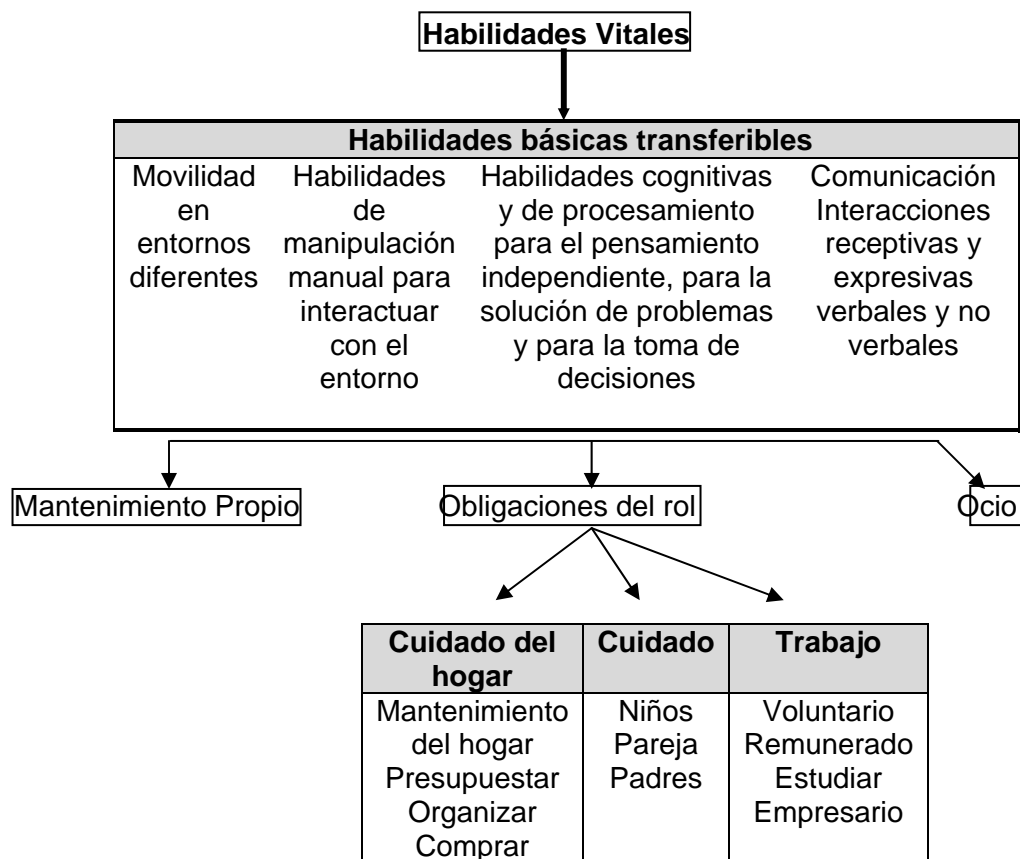 Habilidades Vitales
Habilidades básicas transferibles
Movilidad
en
entornos
diferentes
Habilidades
de
manipulación
manual para
interactuar
con el
entorno
Habilidades cognitivas
y de procesamiento
para el pensamiento
independiente, para la
solución de problemas
y para la toma de
decisiones
Comunicación
Interacciones
receptivas y
expresivas
verbales y no
verbales
Mantenimiento Propio
Obligaciones del rol
Ocio
Cuidado del
hogar
Mantenimiento
del hogar
Presupuestar
Organizar
Comprar
Cuidado
Niños
Pareja
Padres
Trabajo
Voluntario
Remunerado
Estudiar
Empresario